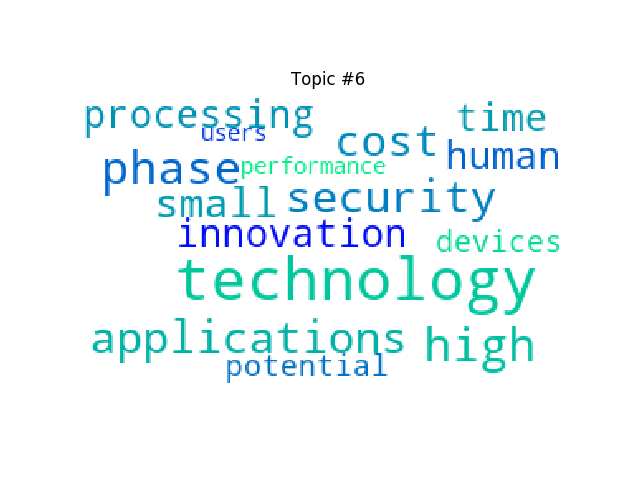 Topic #6
processing time
users
cost human
phase performance
small security
innovation devices
technology
applications high
potential